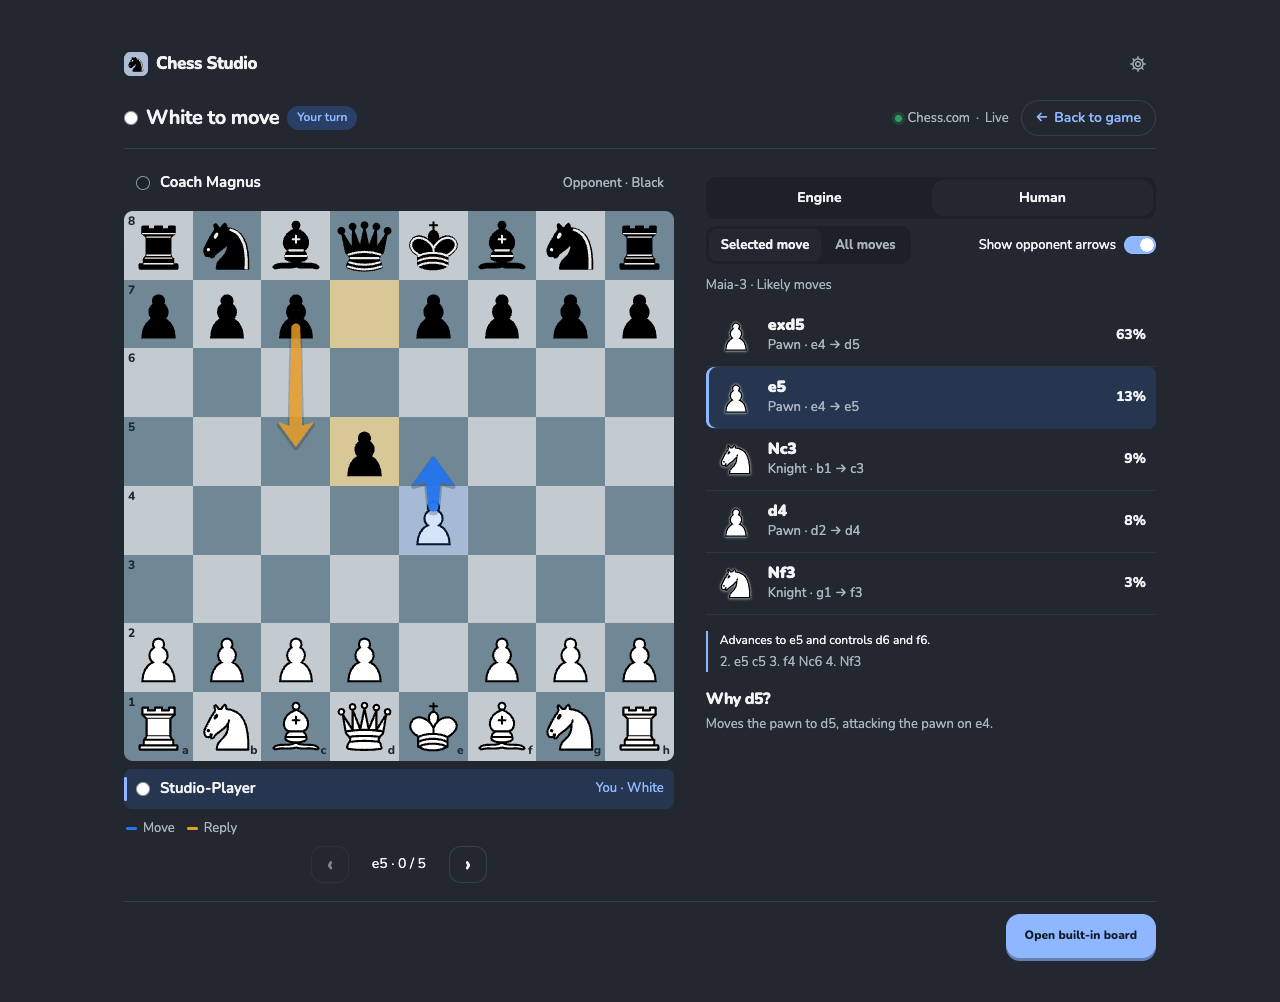 Chess Studio
White to move Your turn
Chess.com · Live ← Back to game
Coach Magnus Opponent · Black
8
7
6
5
4
3
2
1
a b c d e f g h
Studio-Player You · White
Move Reply
‹ e5 · 0 / 5 ›
Engine Human
Selected move All moves Show opponent arrows
Maia-3 · Likely moves
exd5 63%
Pawn · e4 → d5
e5 13%
Pawn · e4 → e5
Nc3 9%
Knight · b1 → c3
d4 8%
Pawn · d2 → d4
Nf3 3%
Knight · g1 → f3
Advances to e5 and controls d6 and f6.
2. e5 c5 3. f4 Nc6 4. Nf3
Why d5?
Moves the pawn to d5, attacking the pawn on e4.
Open built-in board